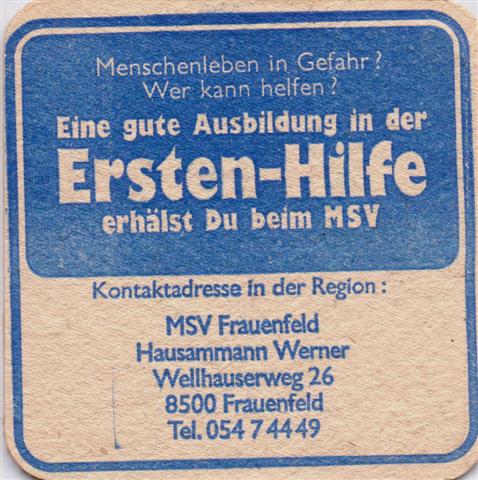 Menschenleben in Gefahr?
Wer kann helfen?
Eine gute Ausbildung in der
Ersten-Hilfe
erhälst Du beim MSV
Kontaktadresse in der Region:
MSV Frauenfeld
Hausammann Werner
Wellhauserweg 26
8500 Frauenfeld
Tel. 054 7 44 49